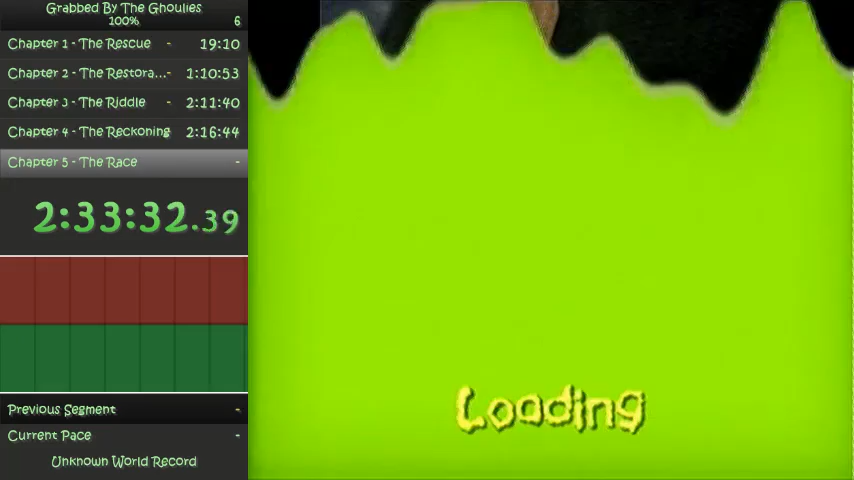 Grabbed By The Ghoulies
100% 6
Chapter 1 - The Rescue - 19:10
Chapter 2 - The Restora...- 1:10:53
Chapter 3 - The Riddle - 2:11:40
Chapter 4 - The Reckoning 2:16:44
Chapter 5 - The Race -
2:33:32.39
Previous Segment -
Current Pace -
Unknown World Record
Loading